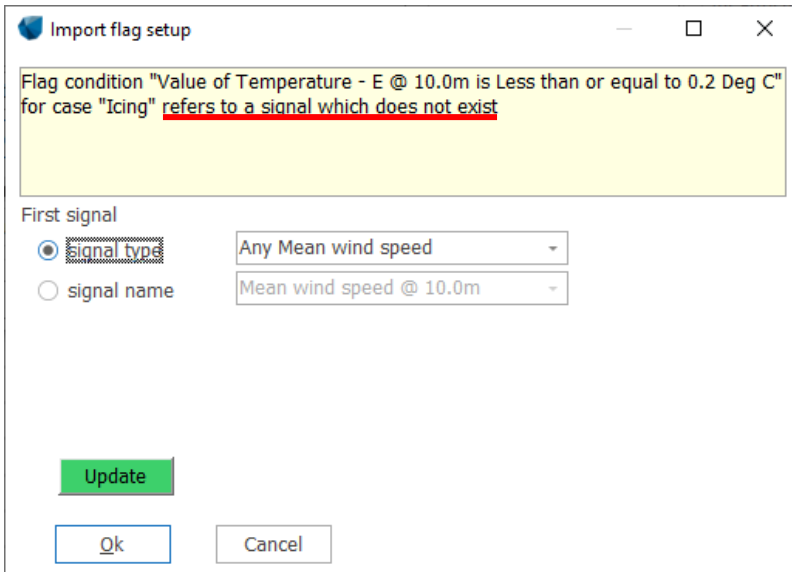 Import flag setup
Flag condition "Value of Temperature - E @ 10.0m is Less than or equal to 0.2 Deg C"
for case "Icing" refers to a signal which does not exist
First signal
signal type Any Mean wind speed
signal name Mean wind speed @ 10.0m
Update
Ok Cancel